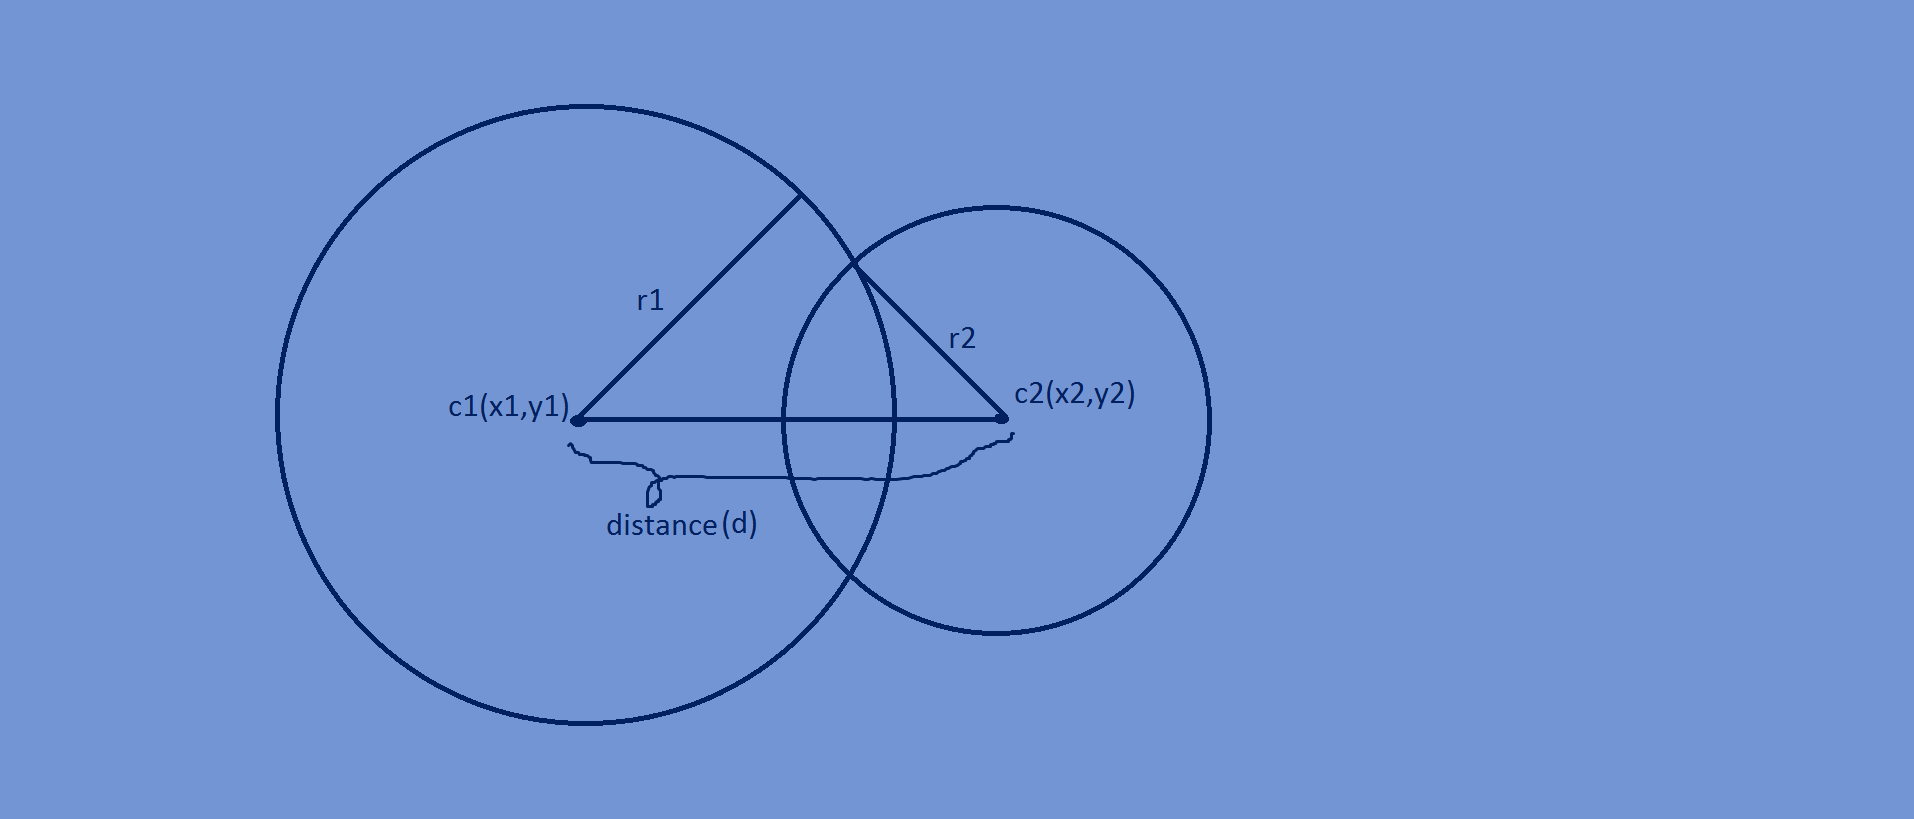 r1
r2
c1(x1,y1)
c2(x2,y2)
distance(d)